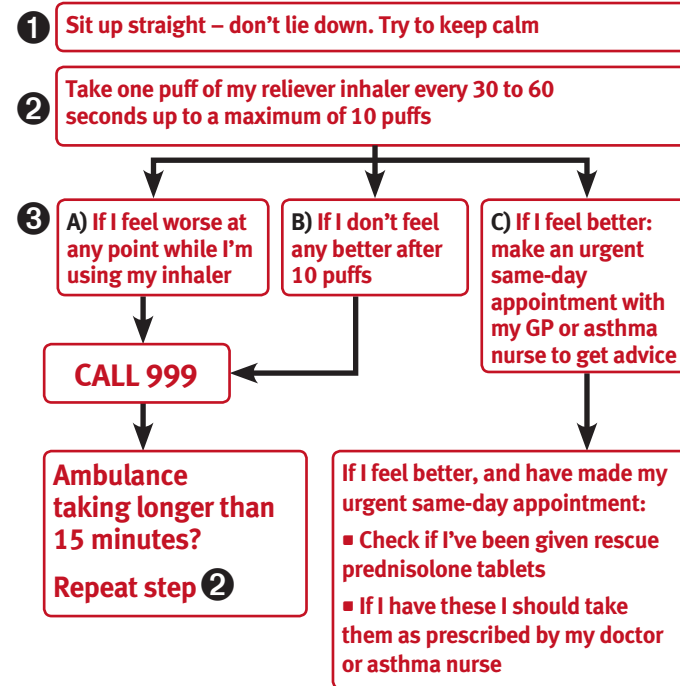 ❶ Sit up straight – don't lie down. Try to keep calm
❷ Take one puff of my reliever inhaler every 30 to 60
seconds up to a maximum of 10 puffs
❸ A) If I feel worse at
any point while I'm
using my inhaler
B) If I don't feel
any better after
10 puffs
C) If I feel better:
make an urgent
same-day
appointment with
my GP or asthma
nurse to get advice
CALL 999
Ambulance
taking longer than
15 minutes?
Repeat step ❷
If I feel better, and have made my
urgent same-day appointment:
▪ Check if I've been given rescue
prednisolone tablets
▪ If I have these I should take
them as prescribed by my doctor
or asthma nurse